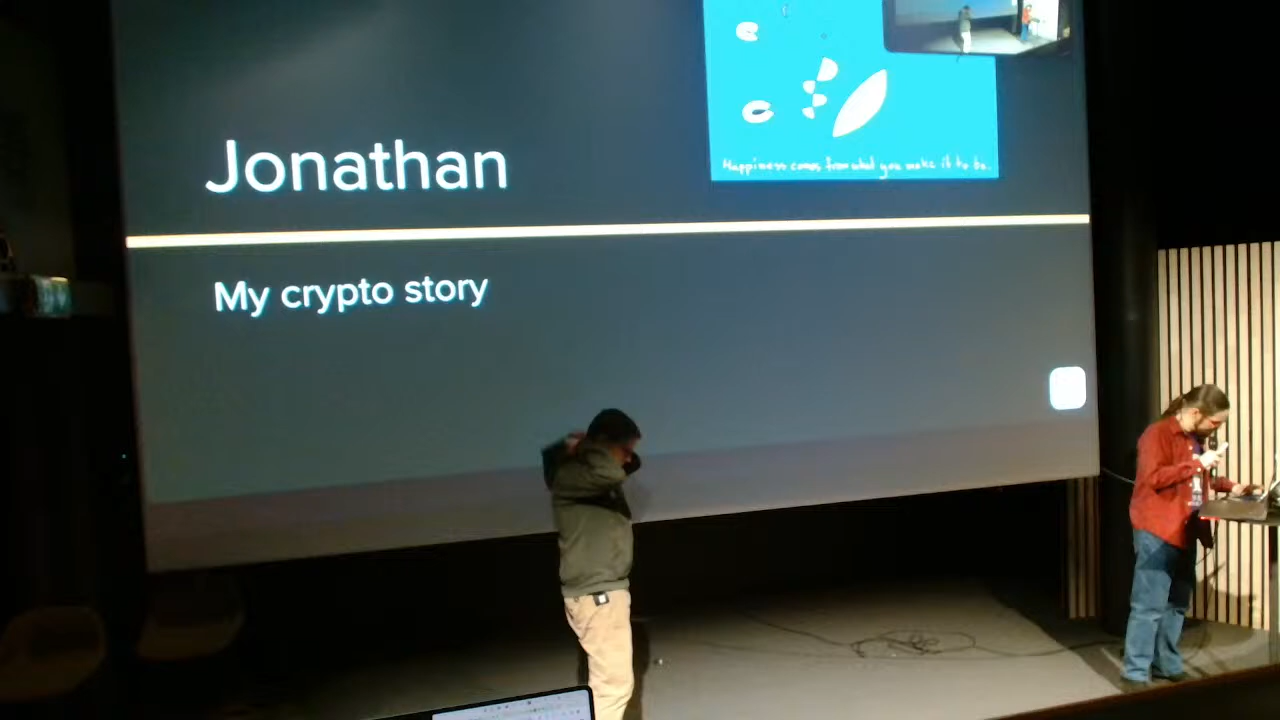 Happiness comes from what you make it to be.
Jonathan
My crypto story